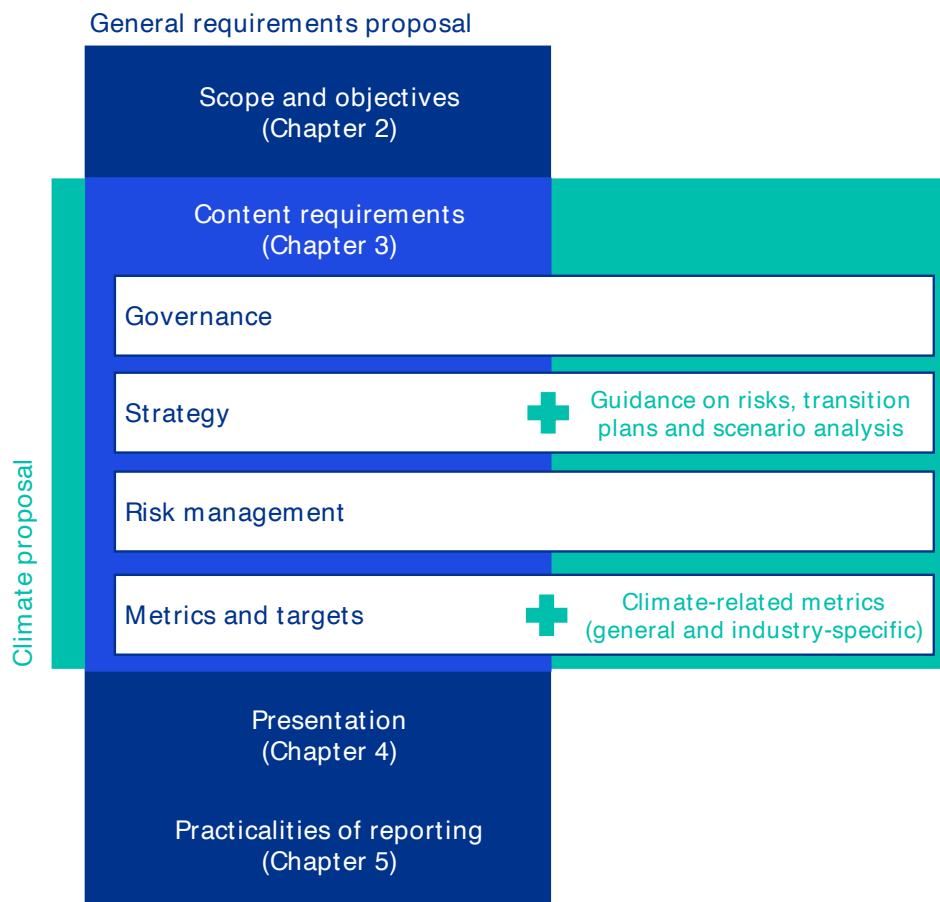 General requirements proposal
Scope and objectives
(Chapter 2)
Content requirements
(Chapter 3)
Governance
Strategy
Guidance on risks, transition
plans and scenario analysis
Risk management
Metrics and targets
Climate-related metrics
(general and industry-specific)
Climate proposal
Presentation
(Chapter 4)
Practicalities of reporting
(Chapter 5)